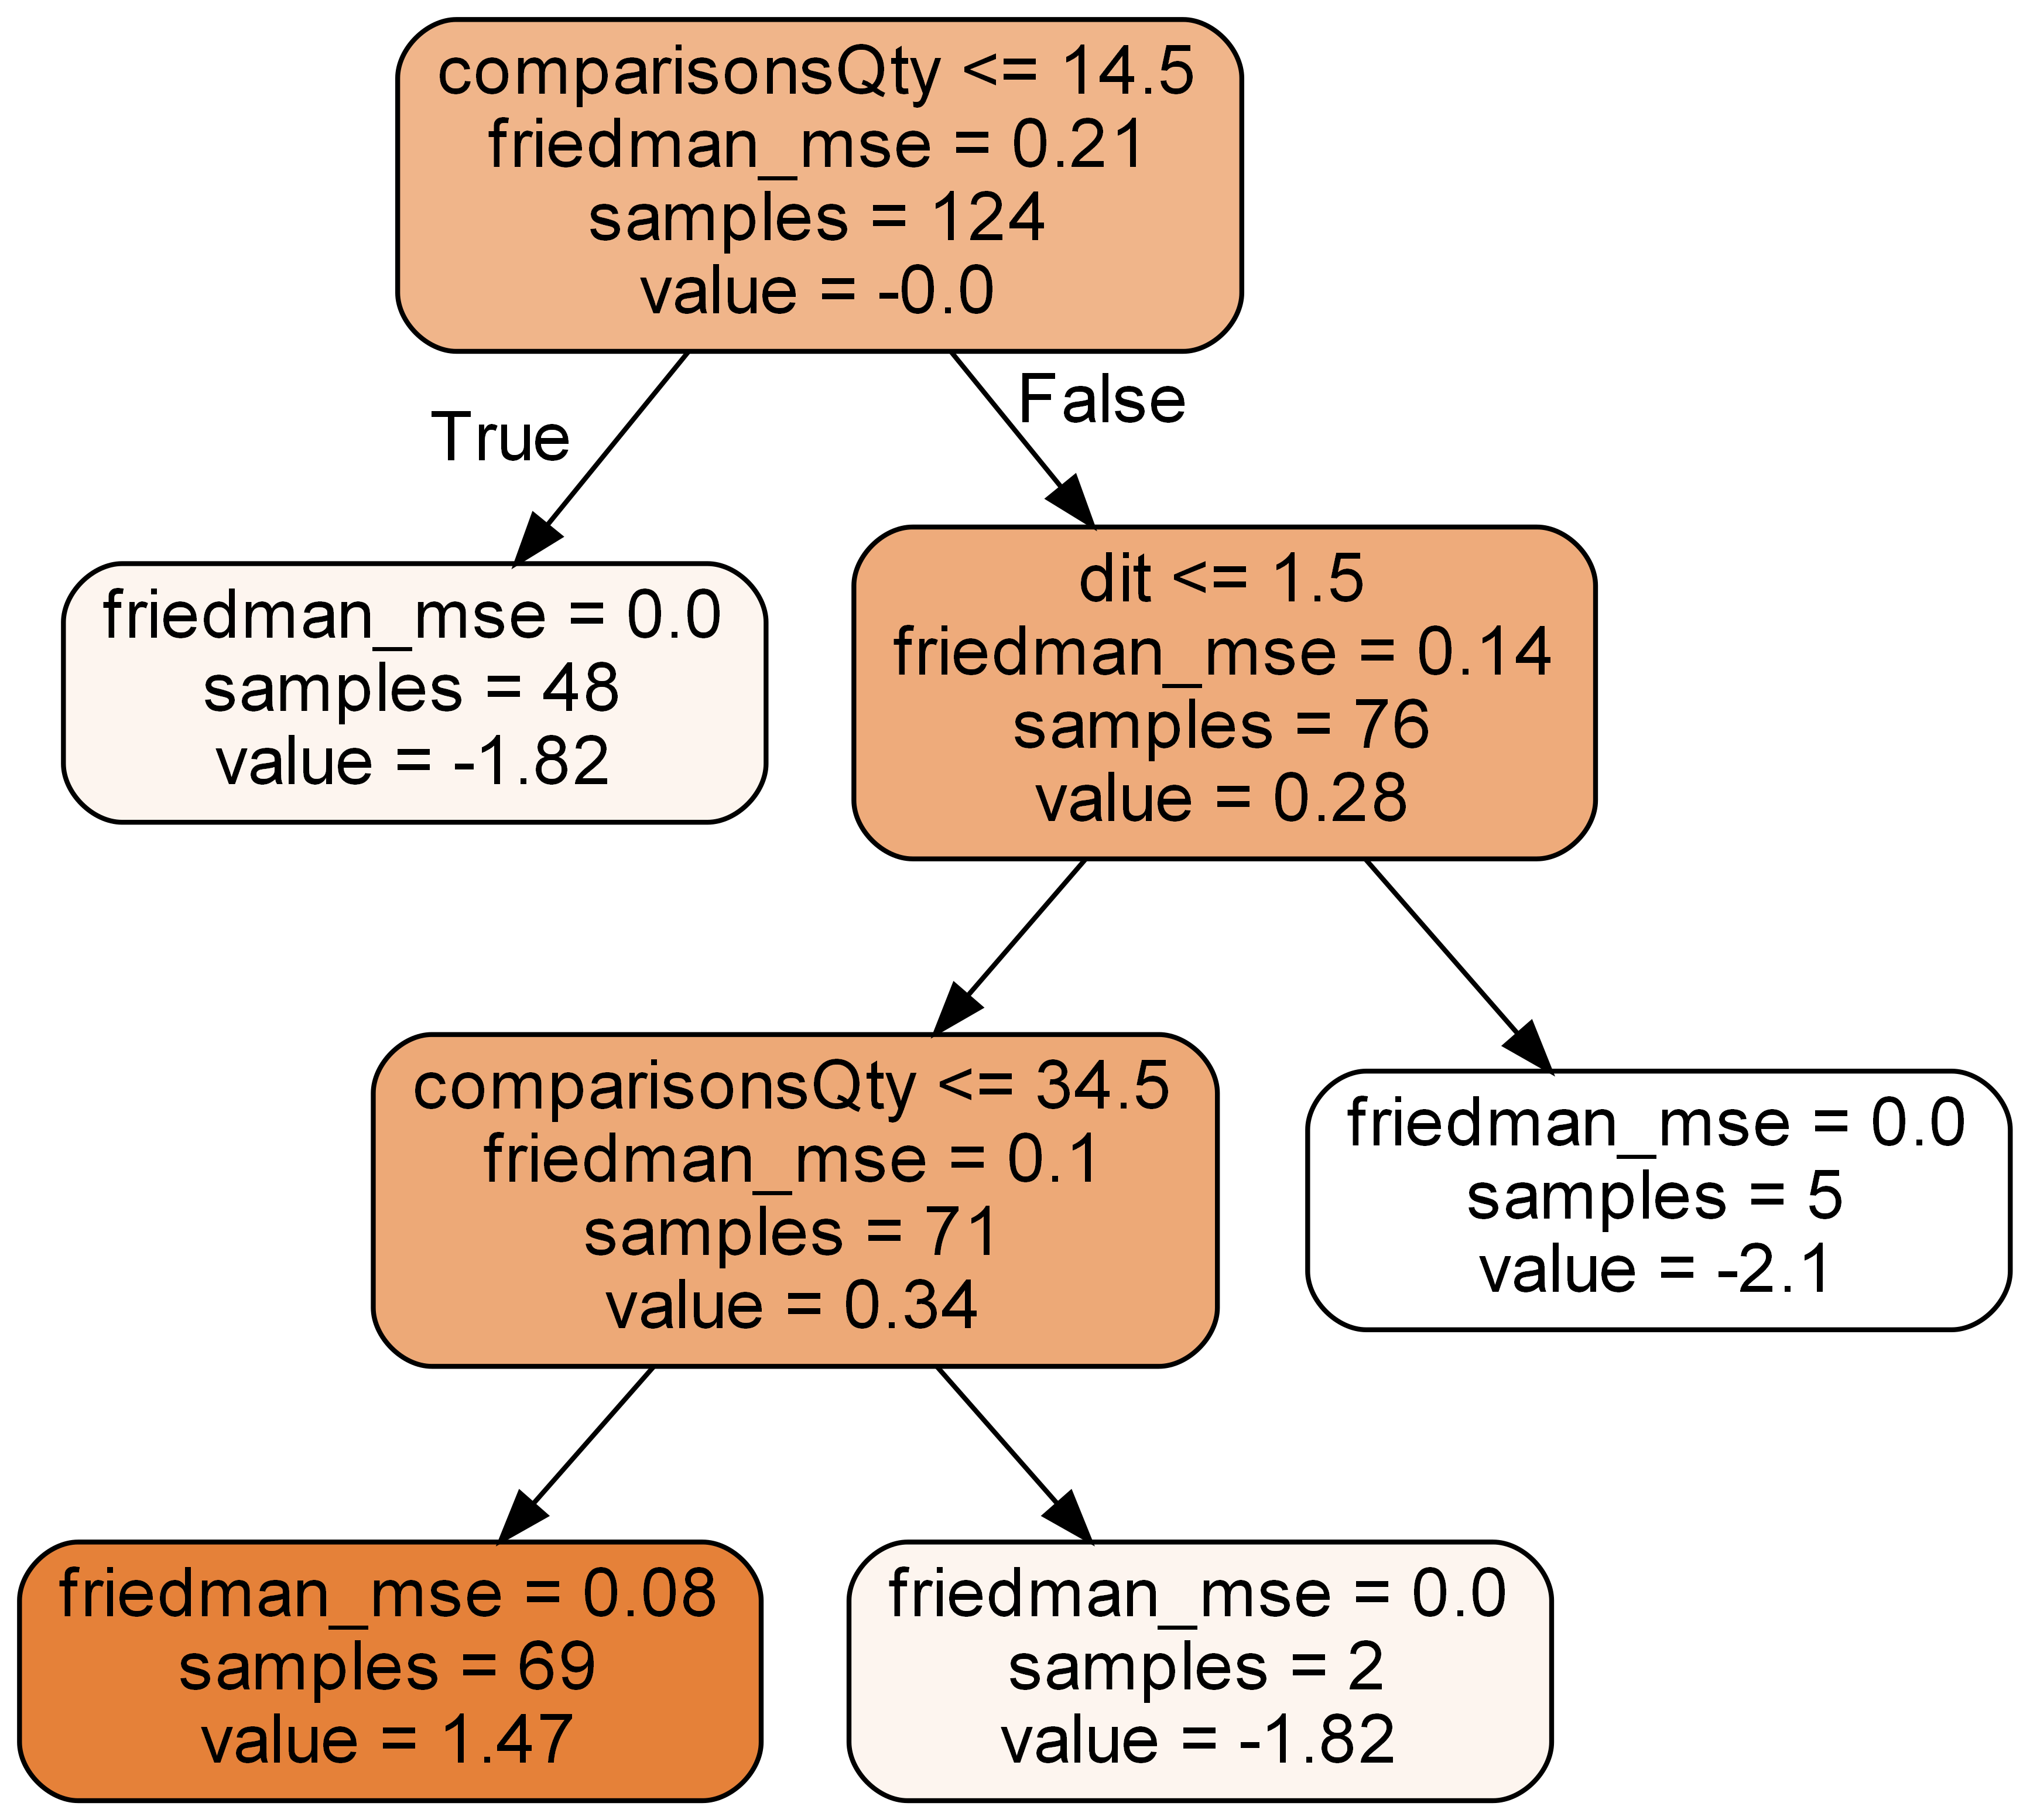 comparisonsQty <= 14.5
friedman_mse = 0.21
samples = 124
value = -0.0
True
False
friedman_mse = 0.0
samples = 48
value = -1.82
dit <= 1.5
friedman_mse = 0.14
samples = 76
value = 0.28
comparisonsQty <= 34.5
friedman_mse = 0.1
samples = 71
value = 0.34
friedman_mse = 0.0
samples = 5
value = -2.1
friedman_mse = 0.08
samples = 69
value = 1.47
friedman_mse = 0.0
samples = 2
value = -1.82